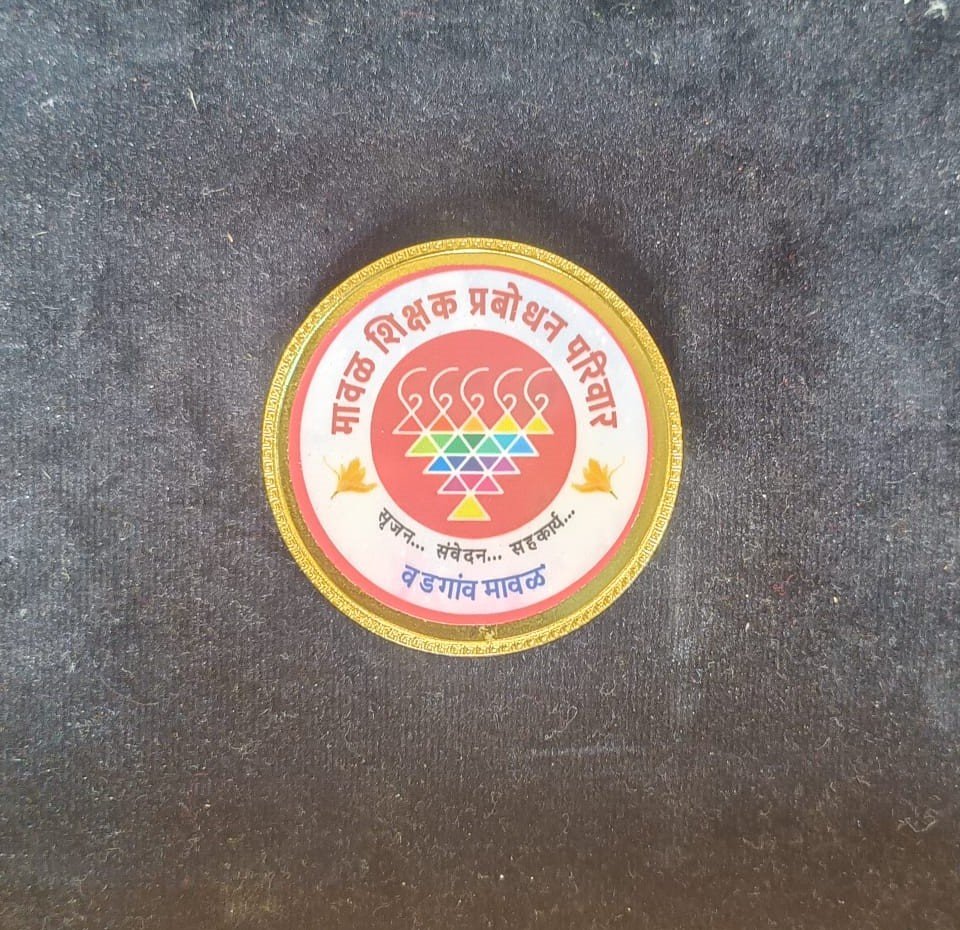 मावळ शिक्षक प्रबोधन परिवार
सृजन... संवेदन... सहकार्य...
वडगांव मावळ